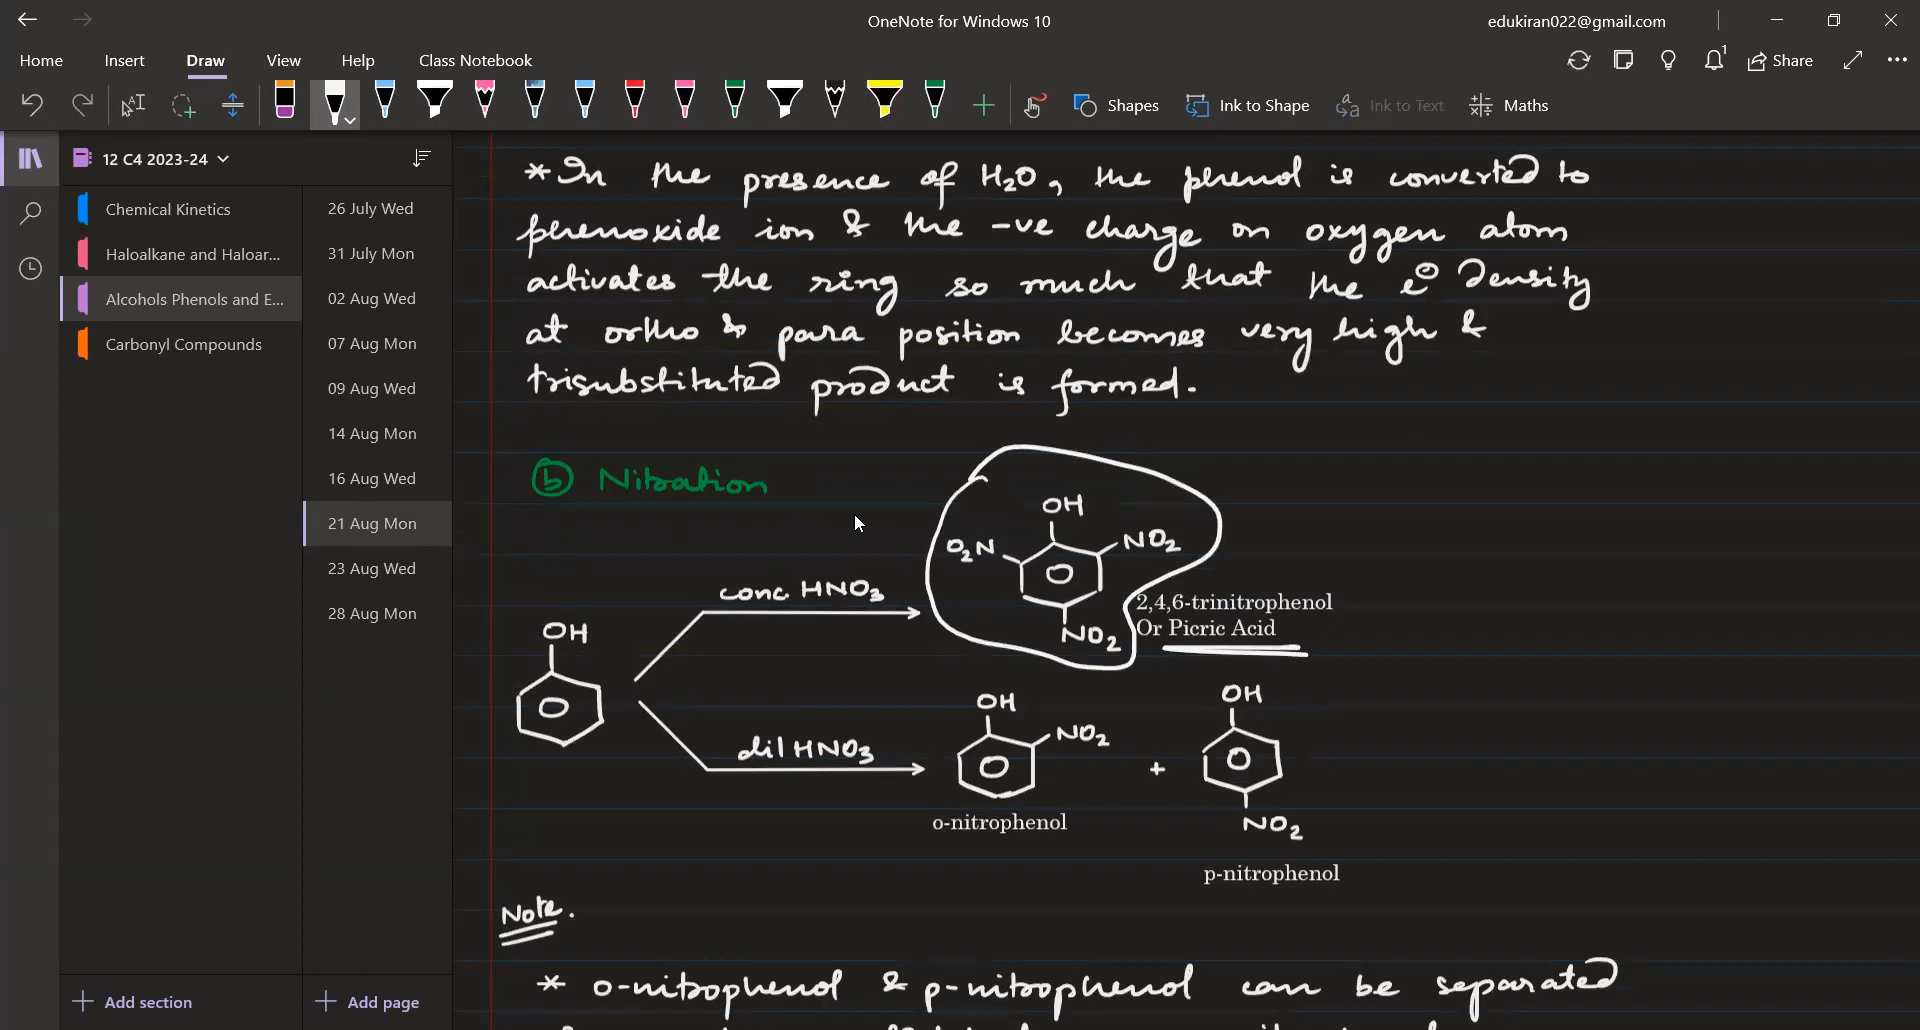 OneNote for Windows 10
edukiran022@gmail.com
Home Insert Draw View Help Class Notebook
1
Share
Shapes Ink to Shape Ink to Text Maths
12 C4 2023-24
Chemical Kinetics
Haloalkane and Haloar...
Alcohols Phenols and E...
Carbonyl Compounds
26 July Wed
31 July Mon
02 Aug Wed
07 Aug Mon
09 Aug Wed
14 Aug Mon
16 Aug Wed
21 Aug Mon
23 Aug Wed
28 Aug Mon
Add section
Add page
*In the presence of H2O, the phenol is converted to
phenoxide ion & the -ve charge on oxygen atom
activates the ring so much that the e⊖ density
at ortho & para position becomes very high &
trisubstituted product is formed.
(b) Nitration
OH
O2N
NO2
conc. HNO3
2,4,6-trinitrophenol
NO2
Or Picric Acid
OH
OH
OH
NO2
dil HNO3
+
o-nitrophenol
NO2
p-nitrophenol
Note.
* o-nitrophenol & p-nitrophenol can be separated